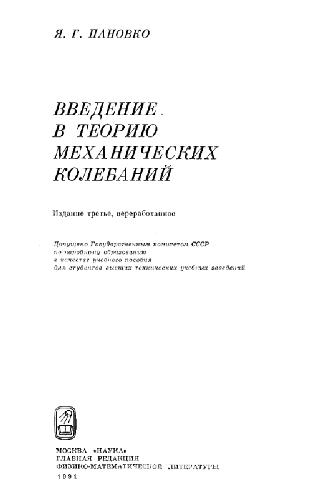 Я. Г. ПАНОВКО
ВВЕДЕНИЕ
В ТЕОРИЮ
МЕХАНИЧЕСКИХ
КОЛЕБАНИЙ
Издание третье, переработанное
Допущено Государственным комитетом СССР
по народному образованию
в качестве учебного пособия
для студентов высших технических учебных заведений
МОСКВА «НАУКА»
ГЛАВНАЯ РЕДАКЦИЯ
ФИЗИКО-МАТЕМАТИЧЕСКОЙ ЛИТЕРАТУРЫ
1991